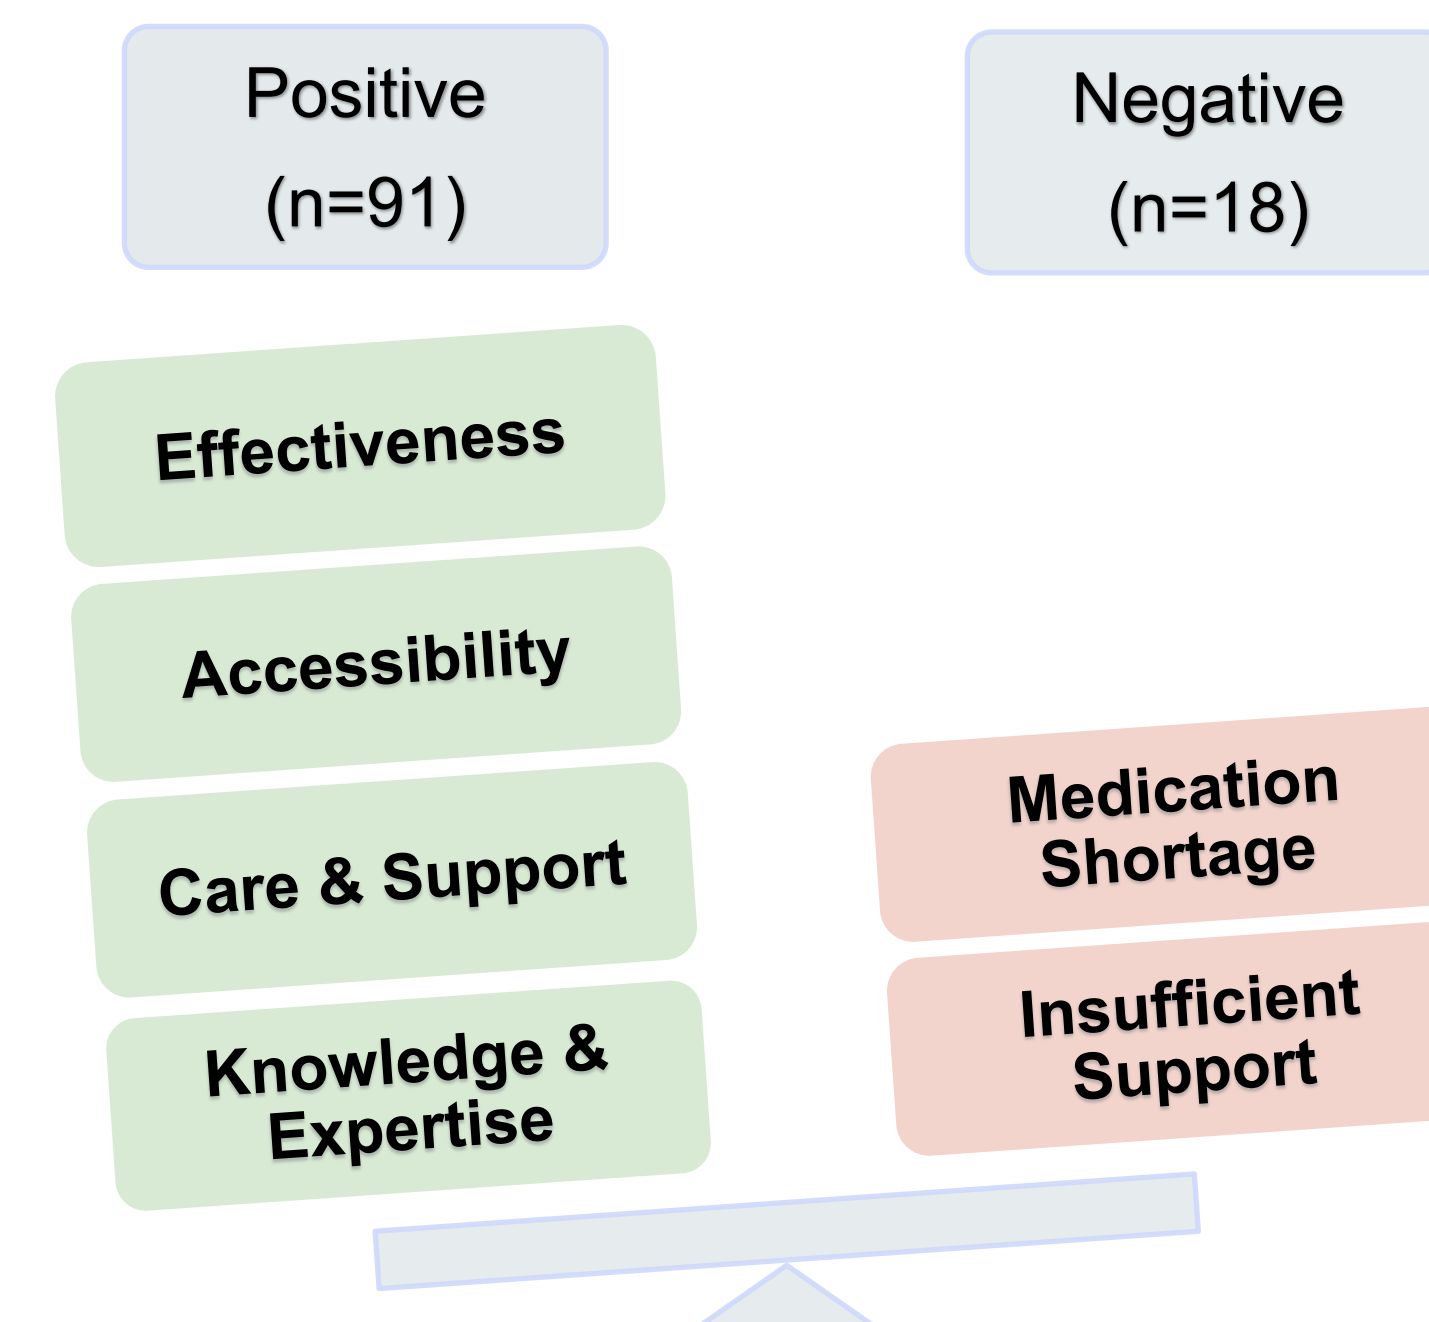 Positive
(n=91)
Negative
(n=18)
Effectiveness
Accessibility
Care & Support
Knowledge &
Expertise
Medication
Shortage
Insufficient
Support